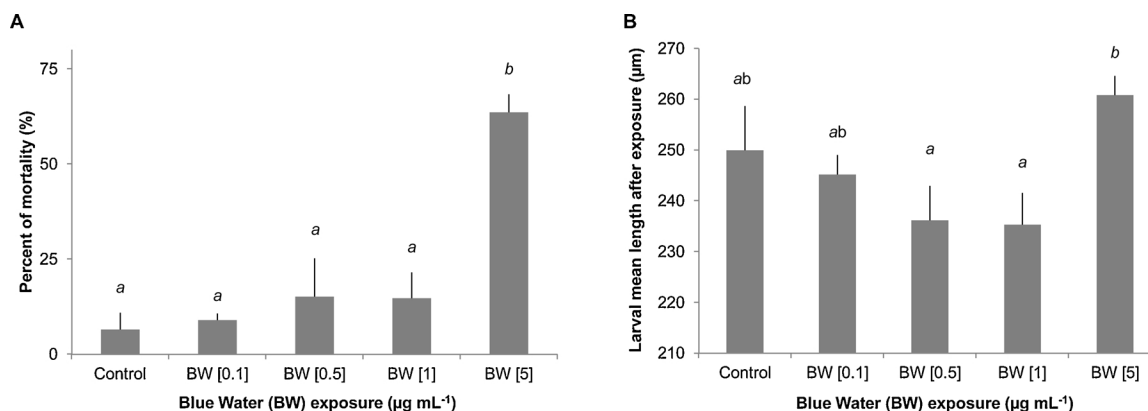 A
Percent of mortality (%)
75
50
25
0
a
a
a
a
b
Control
BW [0.1]
BW [0.5]
BW [1]
BW [5]
Blue Water (BW) exposure (µg mL⁻¹)
B
Larval mean length after exposure (µm)
270
260
250
240
230
220
210
ab
ab
a
a
b
Control
BW [0.1]
BW [0.5]
BW [1]
BW [5]
Blue Water (BW) exposure (µg mL⁻¹)